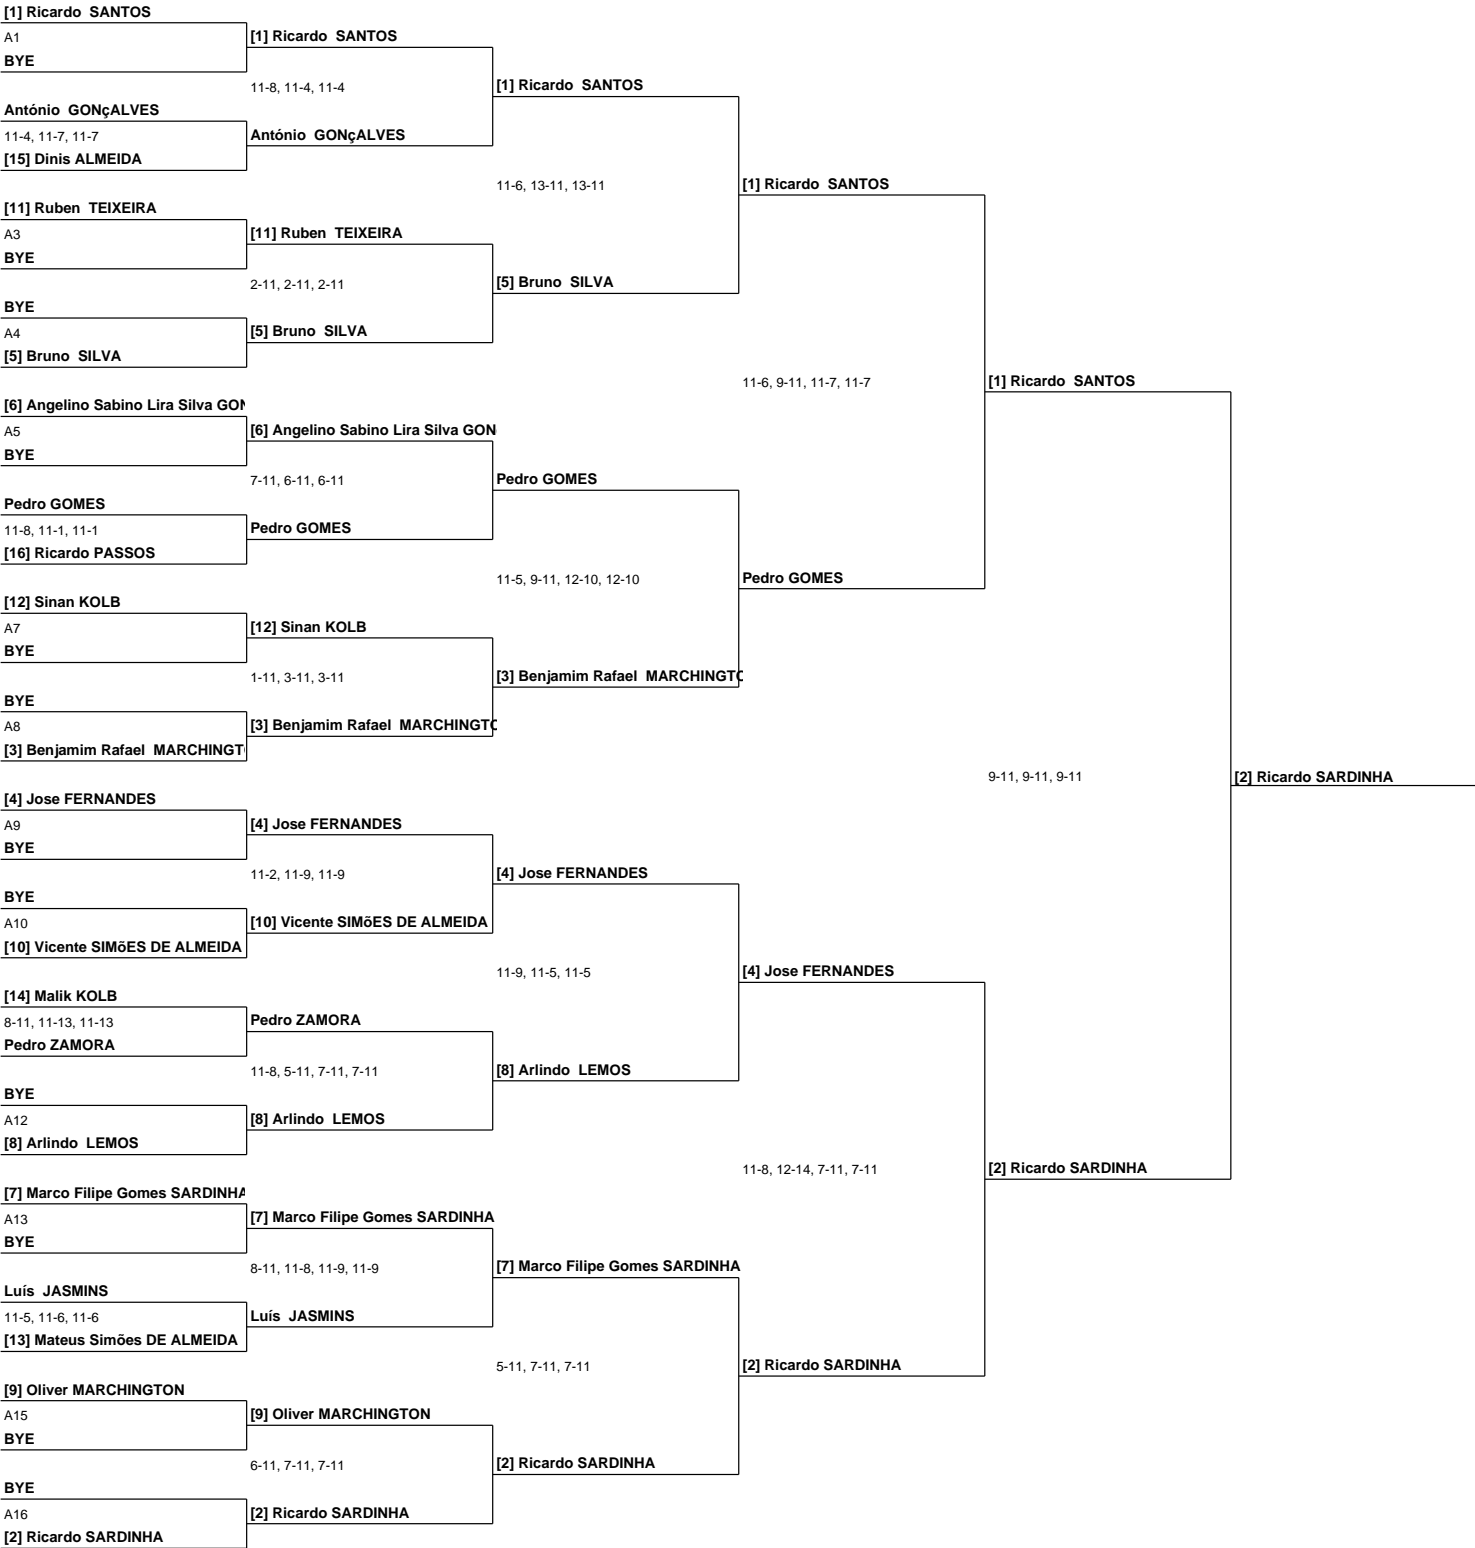 [1] Ricardo  SANTOS
A1
BYE
António  GONçALVES
11-4, 11-7, 11-7
[15] Dinis ALMEIDA
[11] Ruben  TEIXEIRA
A3
BYE
BYE
A4
[5] Bruno  SILVA
[6] Angelino Sabino Lira Silva GON
A5
BYE
Pedro GOMES
11-8, 11-1, 11-1
[16] Ricardo PASSOS
[12] Sinan KOLB
A7
BYE
BYE
A8
[3] Benjamim Rafael  MARCHINGT
[4] Jose FERNANDES
A9
BYE
BYE
A10
[10] Vicente SIMõES DE ALMEIDA
[14] Malik KOLB
8-11, 11-13, 11-13
Pedro ZAMORA
BYE
A12
[8] Arlindo  LEMOS
[7] Marco Filipe Gomes SARDINHA
A13
BYE
Luís  JASMINS
11-5, 11-6, 11-6
[13] Mateus Simões DE ALMEIDA
[9] Oliver MARCHINGTON
A15
BYE
BYE
A16
[2] Ricardo SARDINHA
[1] Ricardo  SANTOS
11-8, 11-4, 11-4
António  GONçALVES
[11] Ruben  TEIXEIRA
2-11, 2-11, 2-11
[5] Bruno  SILVA
[6] Angelino Sabino Lira Silva GON
7-11, 6-11, 6-11
Pedro GOMES
[12] Sinan KOLB
1-11, 3-11, 3-11
[3] Benjamim Rafael  MARCHINGTO
[4] Jose FERNANDES
11-2, 11-9, 11-9
[10] Vicente SIMõES DE ALMEIDA
Pedro ZAMORA
11-8, 5-11, 7-11, 7-11
[8] Arlindo  LEMOS
[7] Marco Filipe Gomes SARDINHA
8-11, 11-8, 11-9, 11-9
Luís  JASMINS
[9] Oliver MARCHINGTON
6-11, 7-11, 7-11
[2] Ricardo SARDINHA
[1] Ricardo  SANTOS
11-6, 13-11, 13-11
[5] Bruno  SILVA
Pedro GOMES
11-5, 9-11, 12-10, 12-10
[3] Benjamim Rafael  MARCHINGTO
[4] Jose FERNANDES
11-9, 11-5, 11-5
[8] Arlindo  LEMOS
[7] Marco Filipe Gomes SARDINHA
5-11, 7-11, 7-11
[2] Ricardo SARDINHA
[1] Ricardo  SANTOS
11-6, 9-11, 11-7, 11-7
Pedro GOMES
[4] Jose FERNANDES
11-8, 12-14, 7-11, 7-11
[2] Ricardo SARDINHA
[1] Ricardo  SANTOS
9-11, 9-11, 9-11
[2] Ricardo SARDINHA
[2] Ricardo SARDINHA